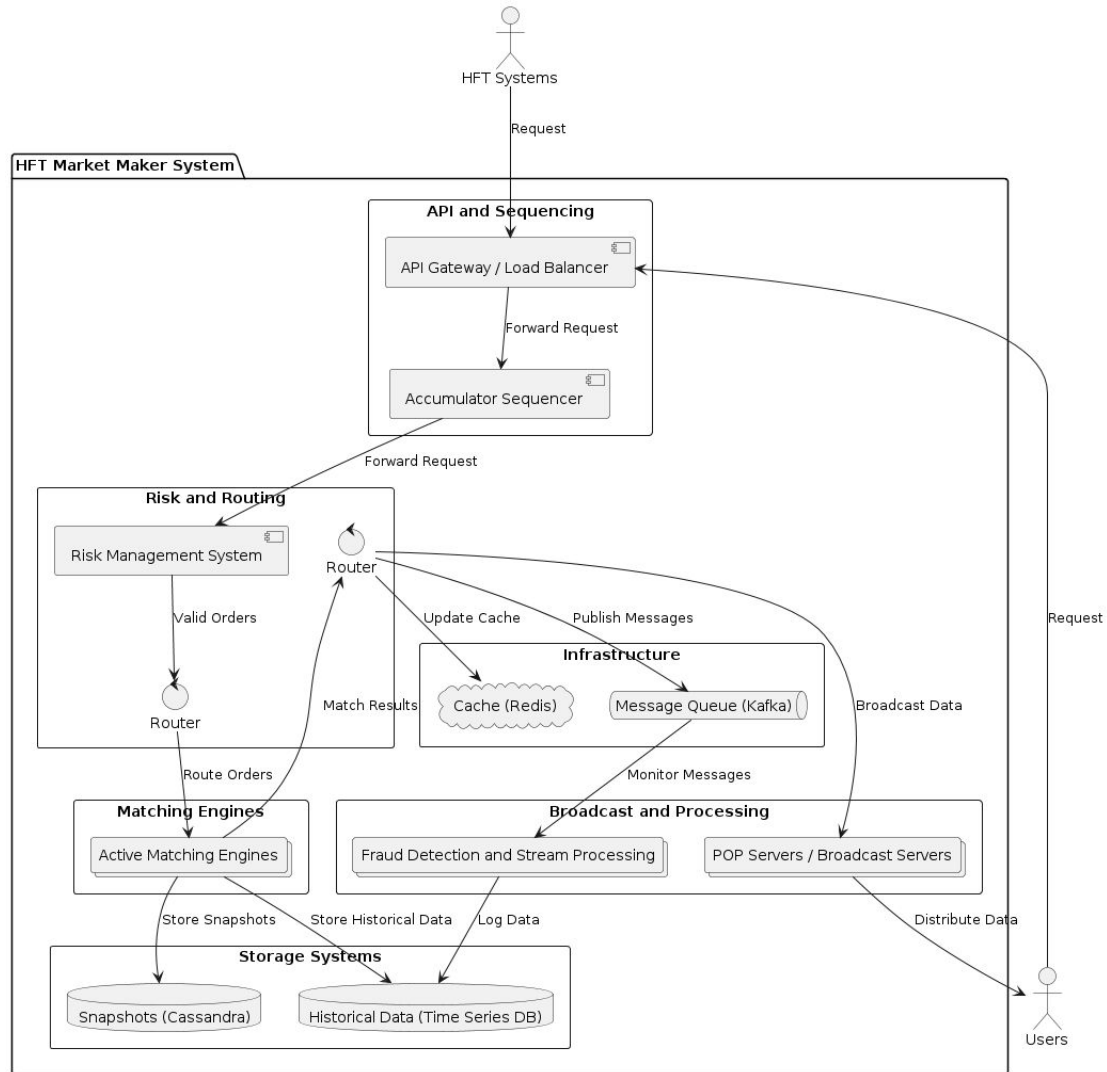 HFT Systems
Request
HFT Market Maker System
API and Sequencing
API Gateway / Load Balancer
Forward Request
Accumulator Sequencer
Forward Request
Risk and Routing
Risk Management System
Router
Valid Orders
Update Cache
Publish Messages
Request
Infrastructure
Cache (Redis)
Message Queue (Kafka)
Match Results
Broadcast Data
Router
Route Orders
Monitor Messages
Matching Engines
Broadcast and Processing
Active Matching Engines
Fraud Detection and Stream Processing
POP Servers / Broadcast Servers
Store Snapshots
Store Historical Data
Log Data
Distribute Data
Storage Systems
Snapshots (Cassandra)
Historical Data (Time Series DB)
Users